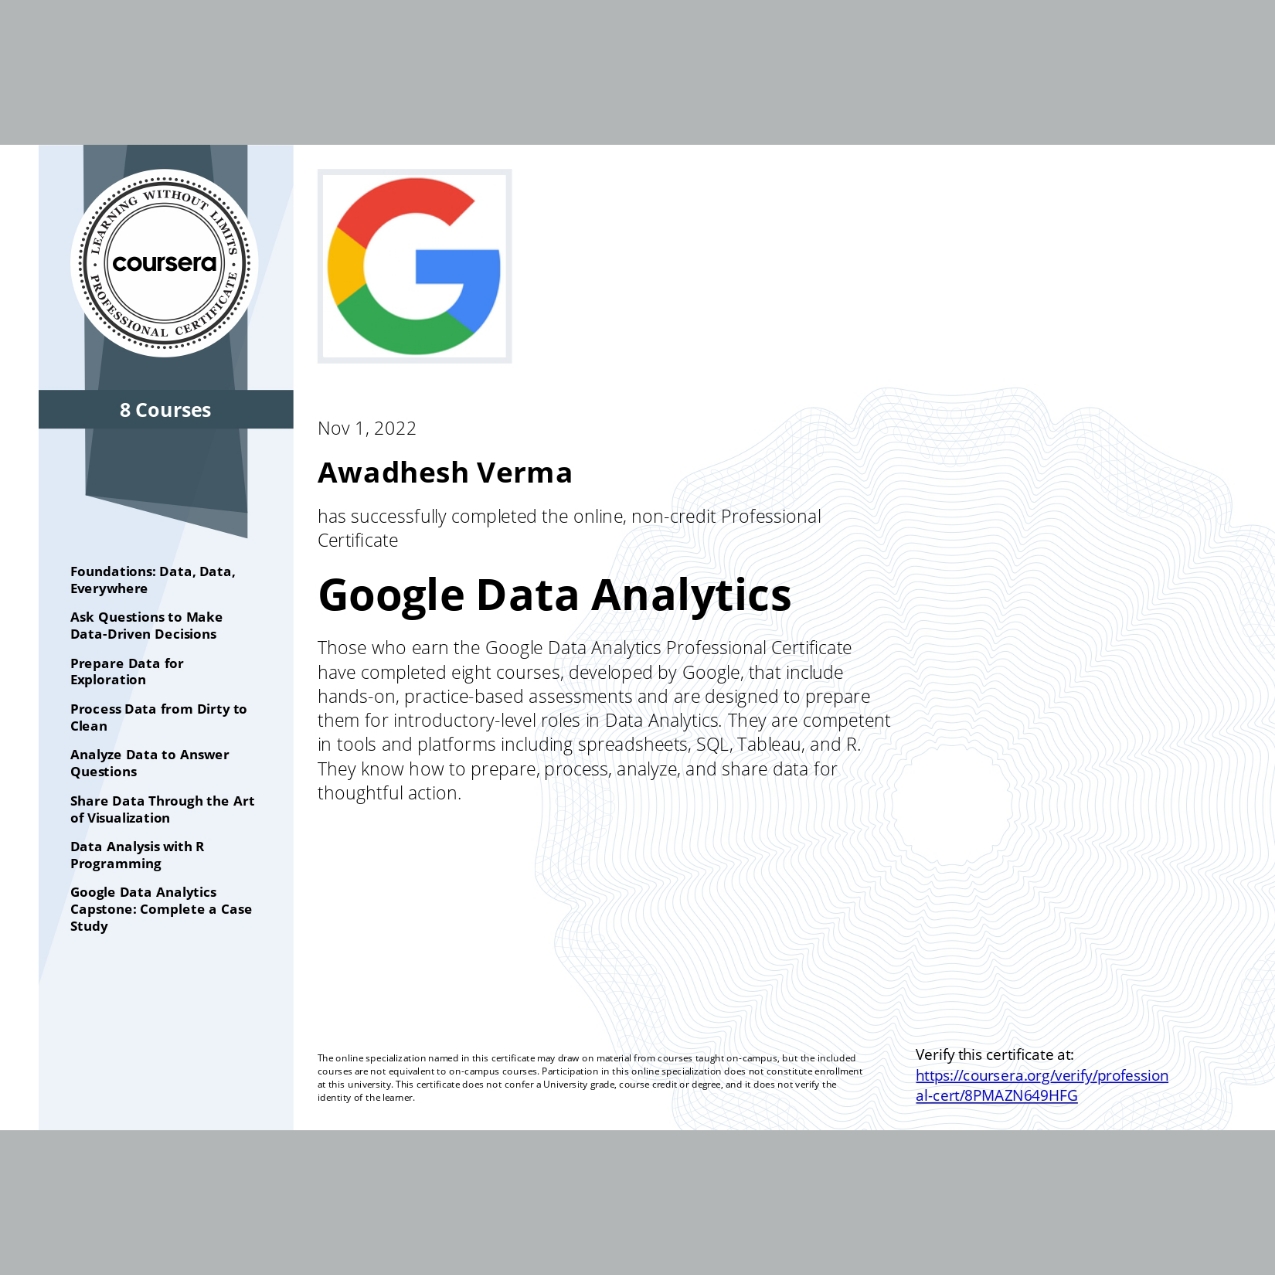 LEARNING WITHOUT LIMITS
coursera
PROFESSIONAL CERTIFICATE
8 Courses
Foundations: Data, Data,
Everywhere
Ask Questions to Make
Data-Driven Decisions
Prepare Data for
Exploration
Process Data from Dirty to
Clean
Analyze Data to Answer
Questions
Share Data Through the Art
of Visualization
Data Analysis with R
Programming
Google Data Analytics
Capstone: Complete a Case
Study
Nov 1, 2022
Awadhesh Verma
has successfully completed the online, non-credit Professional
Certificate
Google Data Analytics
Those who earn the Google Data Analytics Professional Certificate
have completed eight courses, developed by Google, that include
hands-on, practice-based assessments and are designed to prepare
them for introductory-level roles in Data Analytics. They are competent
in tools and platforms including spreadsheets, SQL, Tableau, and R.
They know how to prepare, process, analyze, and share data for
thoughtful action.
The online specialization named in this certificate may draw on material from courses taught on-campus, but the included
courses are not equivalent to on-campus courses. Participation in this online specialization does not constitute enrollment
at this university. This certificate does not confer a University grade, course credit or degree, and it does not verify the
identity of the learner.
Verify this certificate at:
https://coursera.org/verify/profession
al-cert/8PMAZN649HFG